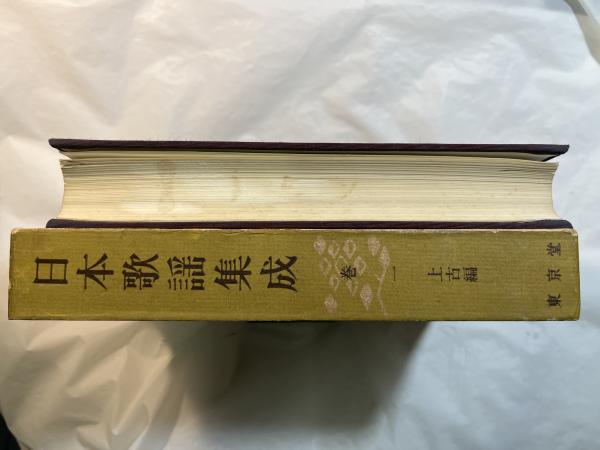 日本歌謡集成
巻一
上古編
東京堂